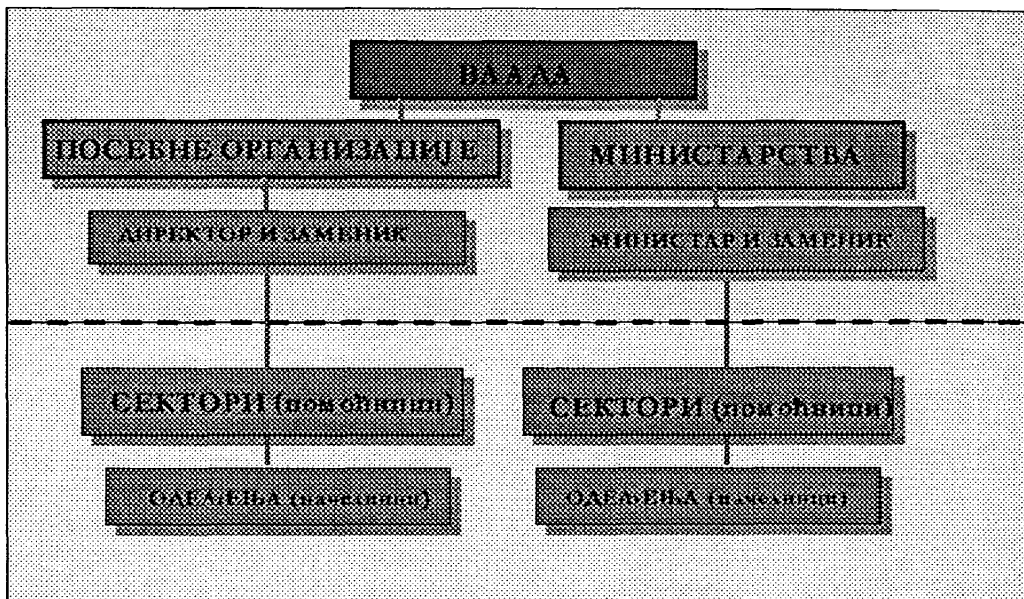 ВЛАДА
ПОСЕБНЕ ОРГАНИЗАЦИЈЕ
МИНИСТАРСТВА
ДИРЕКТОР И ЗАМЕНИК
МИНИСТАР И ЗАМЕНИК
СЕКТОРИ (помоћници)
СЕКТОРИ (помоћници)
ОДЕЉЕЊА (начелници)
ОДЕЉЕЊА (начелници)